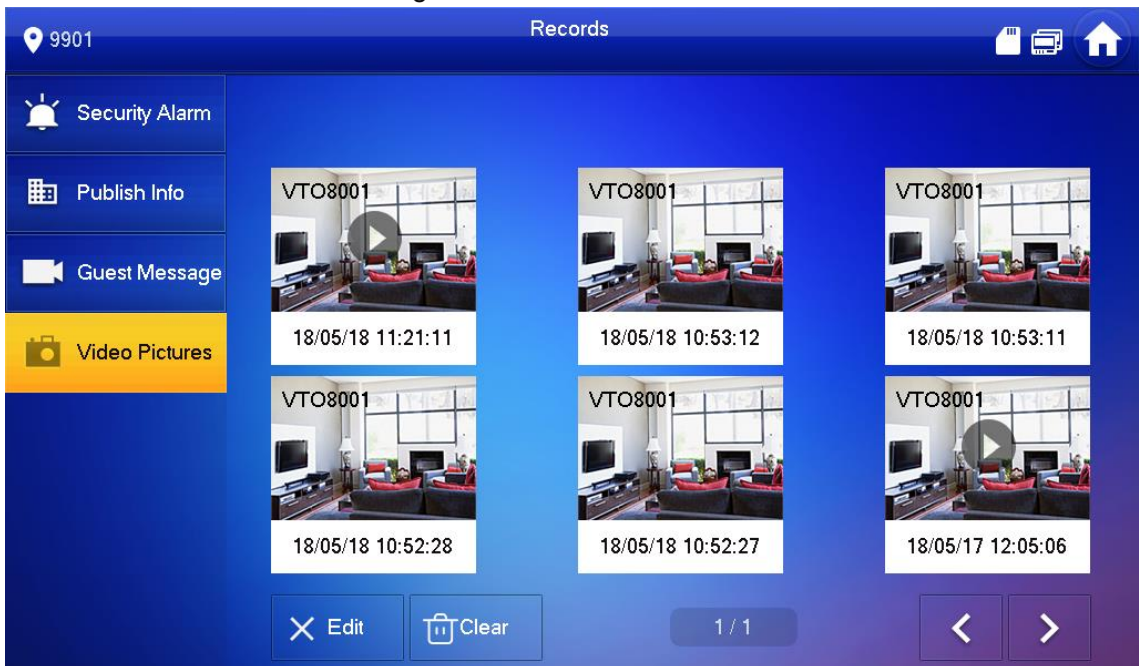 Records
9901
Security Alarm
Publish Info
Guest Message
Video Pictures
VTO8001
VTO8001
VTO8001
18/05/18 11:21:11
18/05/18 10:53:12
18/05/18 10:53:11
VTO8001
VTO8001
VTO8001
18/05/18 10:52:28
18/05/18 10:52:27
18/05/17 12:05:06
Edit
Clear
1 / 1